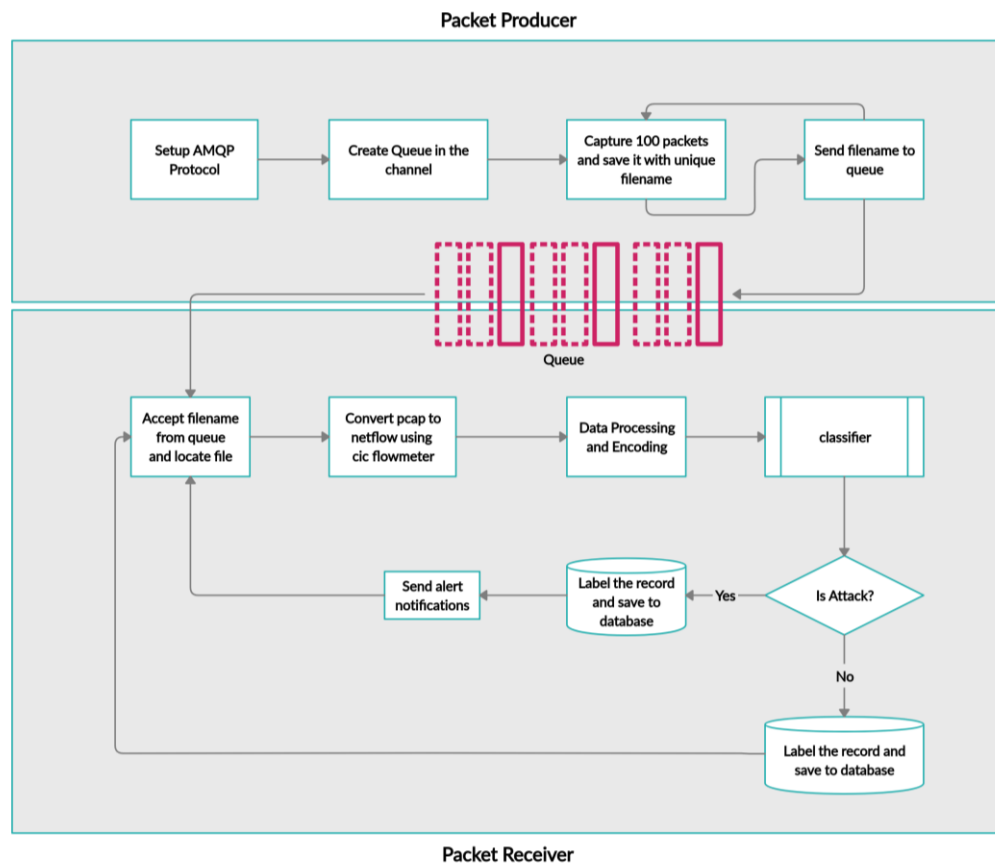 Packet Producer
Setup AMQP
Protocol
Create Queue in the
channel
Capture 100 packets
and save it with unique
filename
Send filename to
queue
Queue
Accept filename
from queue
and locate file
Convert pcap to
netflow using
cic flowmeter
Data Processing
and Encoding
classifier
Send alert
notifications
Label the record
and save to
database
Yes
Is Attack?
No
Label the record and
save to database
Packet Receiver